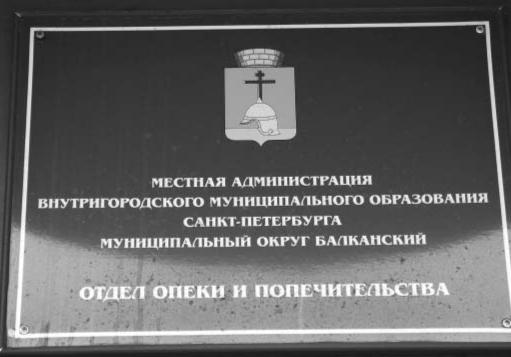 МЕСТНАЯ АДМИНИСТРАЦИЯ
ВНУТРИГОРОДСКОГО МУНИЦИПАЛЬНОГО ОБРАЗОВАНИЯ
САНКТ-ПЕТЕРБУРГА
МУНИЦИПАЛЬНЫЙ ОКРУГ БАЛКАНСКИЙ
ОТДЕЛ ОПЕКИ И ПОПЕЧИТЕЛЬСТВА